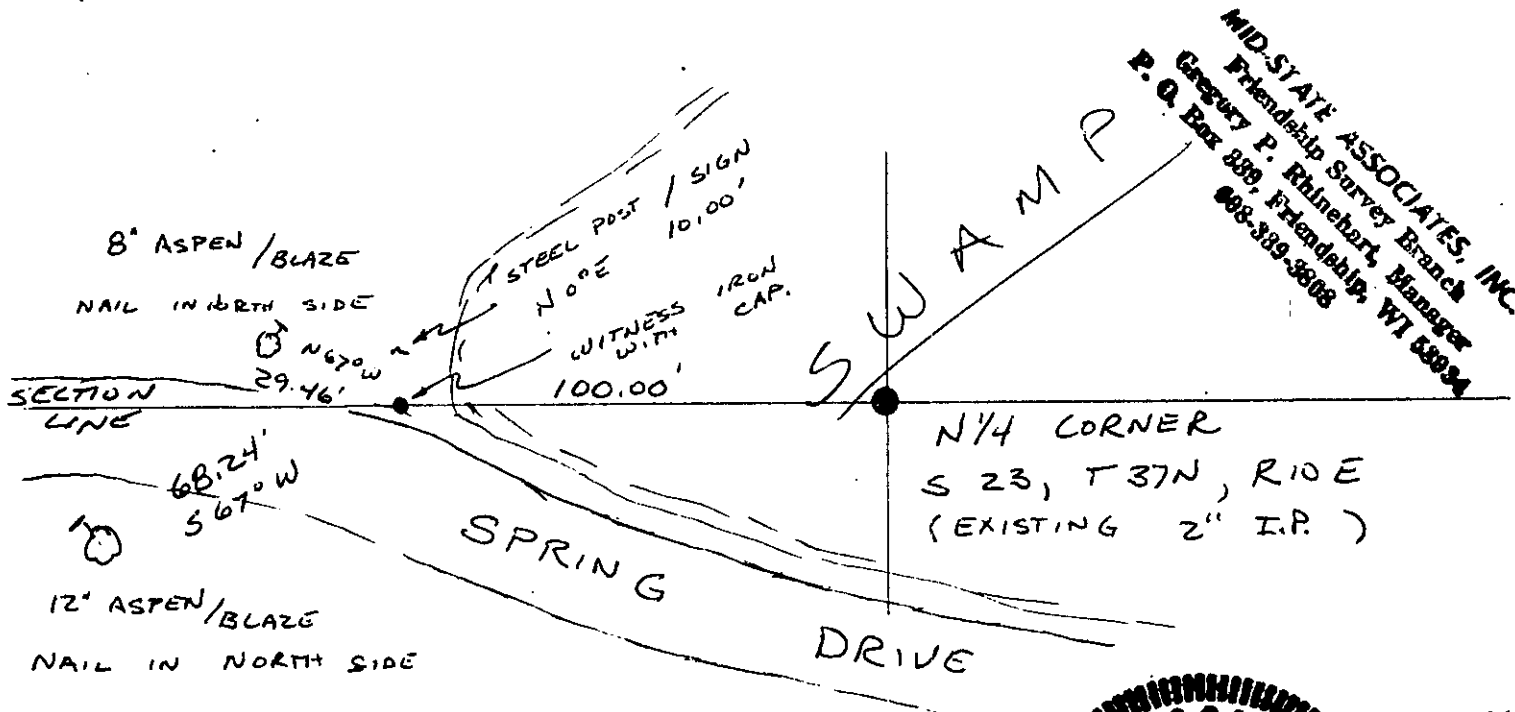 MID-STATE ASSOCIATES, INC.
Friendship Survey Branch
Gregory P. Rhinehart, Manager
P. O. Box 389, Friendship, WI 53934
608-339-3808
8" ASPEN / BLAZE
NAIL IN NORTH SIDE
N67°W
29.46'
STEEL POST / SIGN
N 0° E 10.00'
WITNESS IRON
WITH CAP.
100.00'
SWAMP
SECTION
LINE
68.24'
S 67° W
N 1/4 CORNER
S 23, T 37N, R10E
(EXISTING 2" I.P.)
12" ASPEN / BLAZE
NAIL IN NORTH SIDE
SPRING
DRIVE